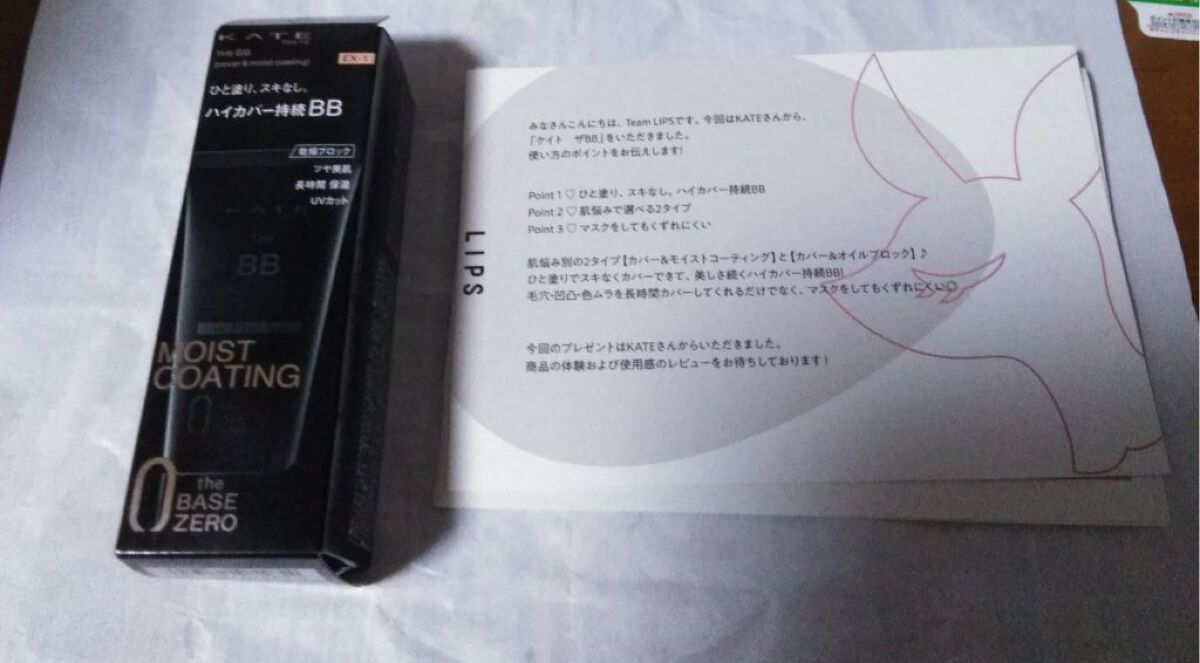 KATE
TOKYO
THE BB
(cover & moist coating)
EX-1
ひと塗り、スキなし。
ハイカバー持続BB
乾燥ブロック
ツヤ美肌
長時間 保湿
UVカット
KATE
THE
BB
MOIST
COATING
0 the
BASE
ZERO
LIPS
みなさんこんにちは、Team LIPSです。今回はKATEさんから、
「ケイト ザBB」をいただきました。
使い方のポイントをお伝えします!
Point 1 ♡ ひと塗り、スキなし。ハイカバー持続BB
Point 2 ♡ 肌悩みで選べる2タイプ
Point 3 ♡ マスクをしてもくずれにくい
肌悩み別の2タイプ【カバー&モイストコーティング】と【カバー&オイルブロック】♪
ひと塗りでスキなくカバーできて、美しさ続くハイカバー持続BB!
毛穴・凹凸・色ムラを長時間カバーしてくれるだけでなく、マスクをしてもくずれにくい◎
今回のプレゼントはKATEさんからいただきました。
商品の体験および使用感のレビューをお待ちしております!